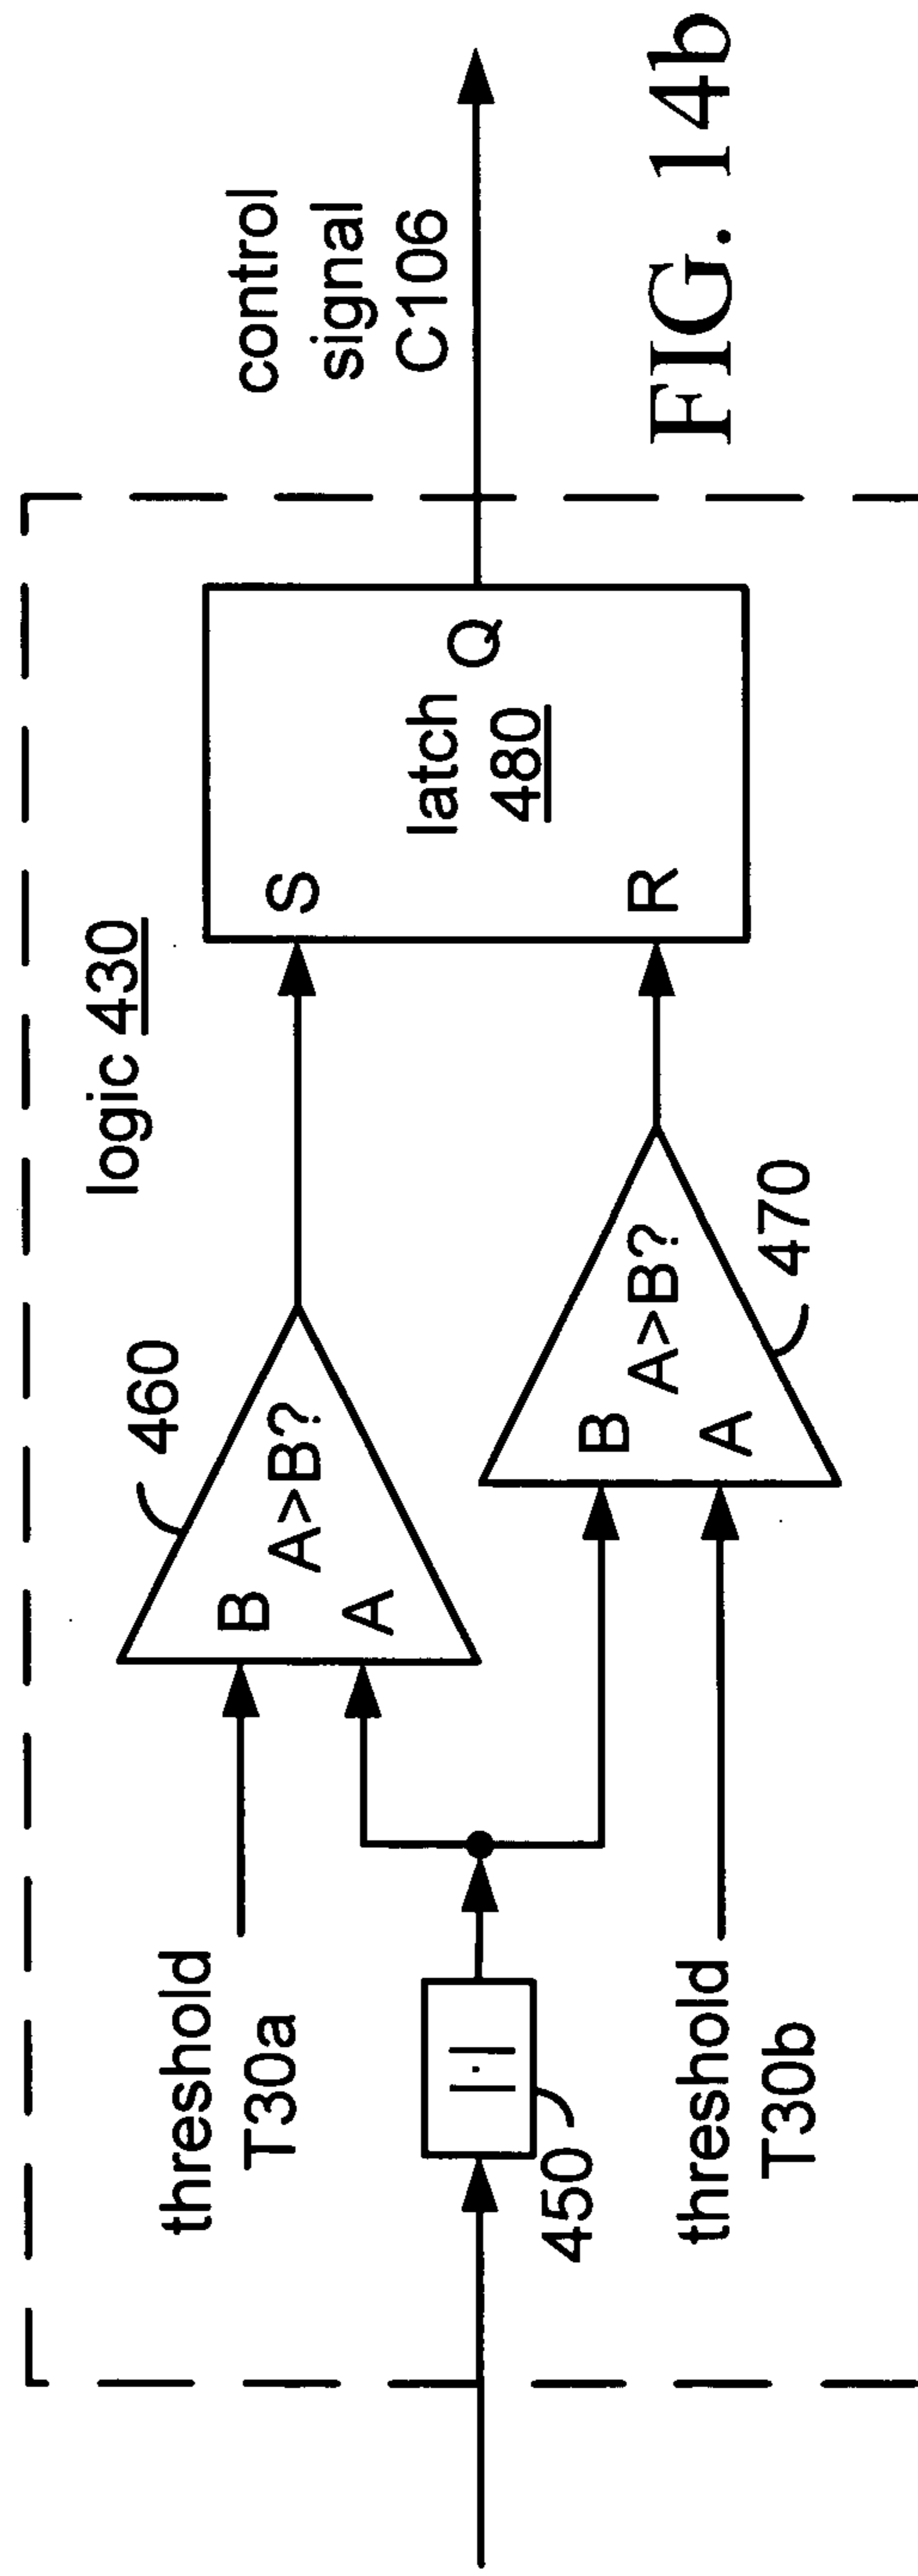 logic 430
threshold
T30a
460
B
A>B?
A
S
latch
480
Q
R
control
signal
C106
|·|
450
B
A>B?
A
470
threshold
T30b
FIG. 14b